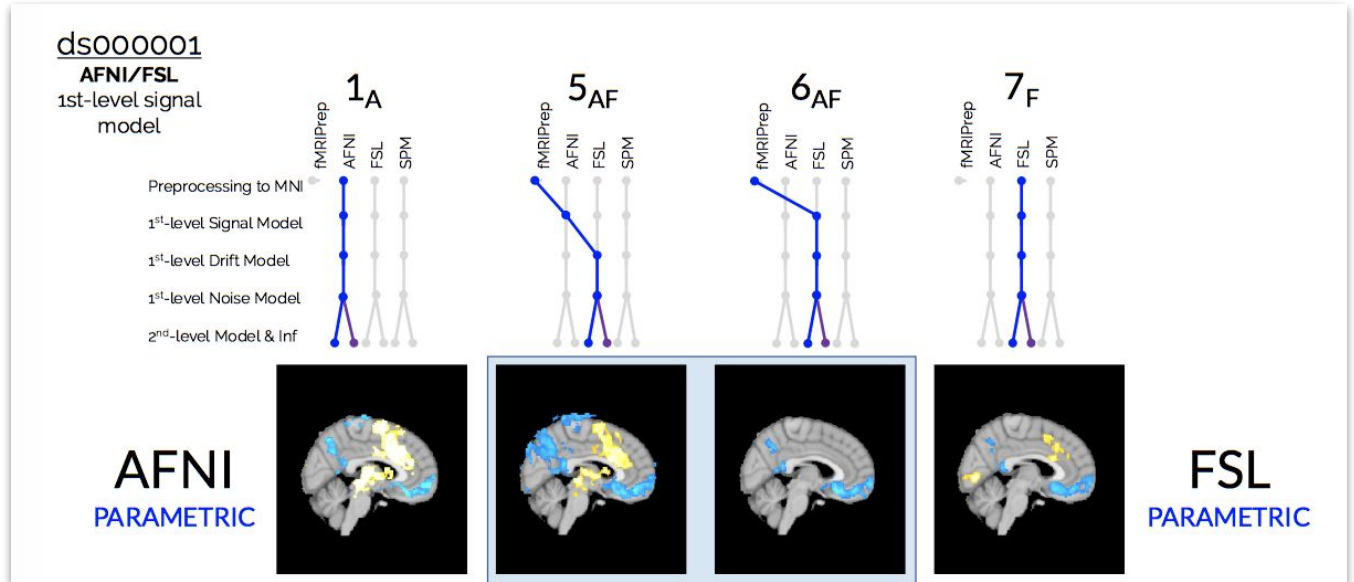 ds000001
AFNI/FSL
1st-level signal
model
1A
5AF
6AF
7F
fMRIPrep
AFNI
FSL
SPM
fMRIPrep
AFNI
FSL
SPM
fMRIPrep
AFNI
FSL
SPM
fMRIPrep
AFNI
FSL
SPM
Preprocessing to MNI
1st-level Signal Model
1st-level Drift Model
1st-level Noise Model
2nd-level Model & Inf
AFNI
PARAMETRIC
FSL
PARAMETRIC